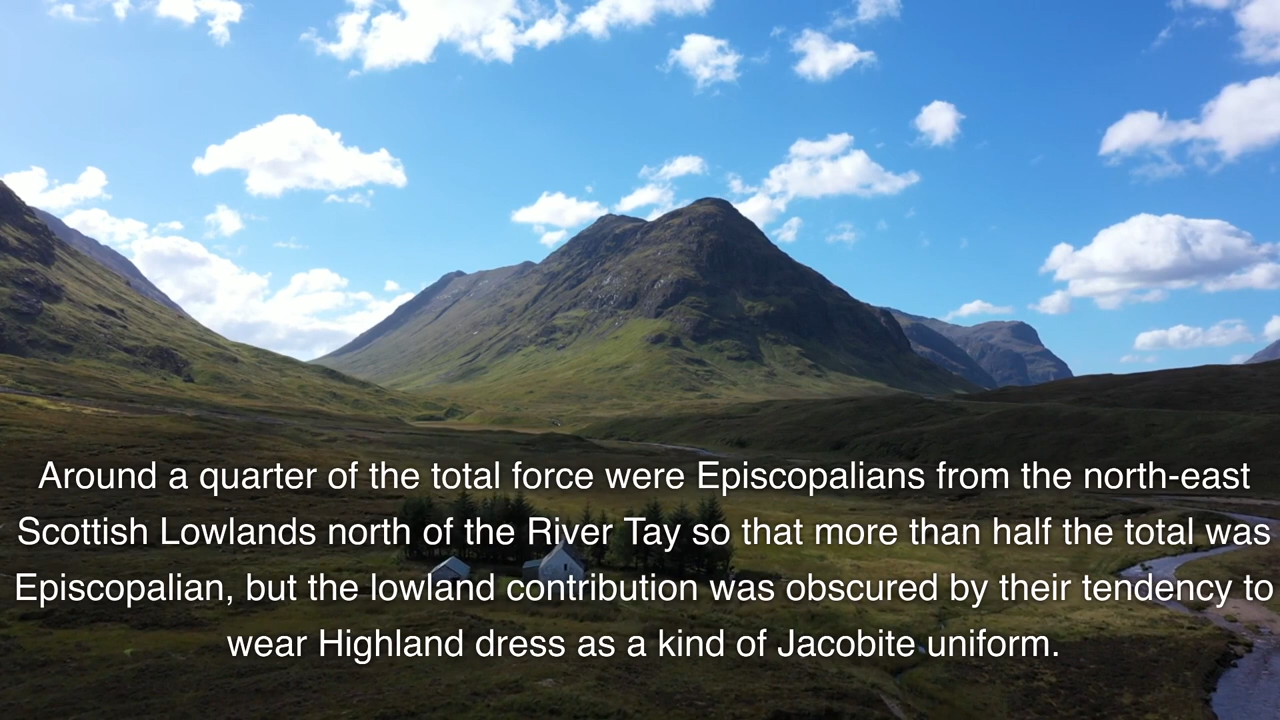 Around a quarter of the total force were Episcopalians from the north-east
Scottish Lowlands north of the River Tay so that more than half the total was
Episcopalian, but the lowland contribution was obscured by their tendency to
wear Highland dress as a kind of Jacobite uniform.